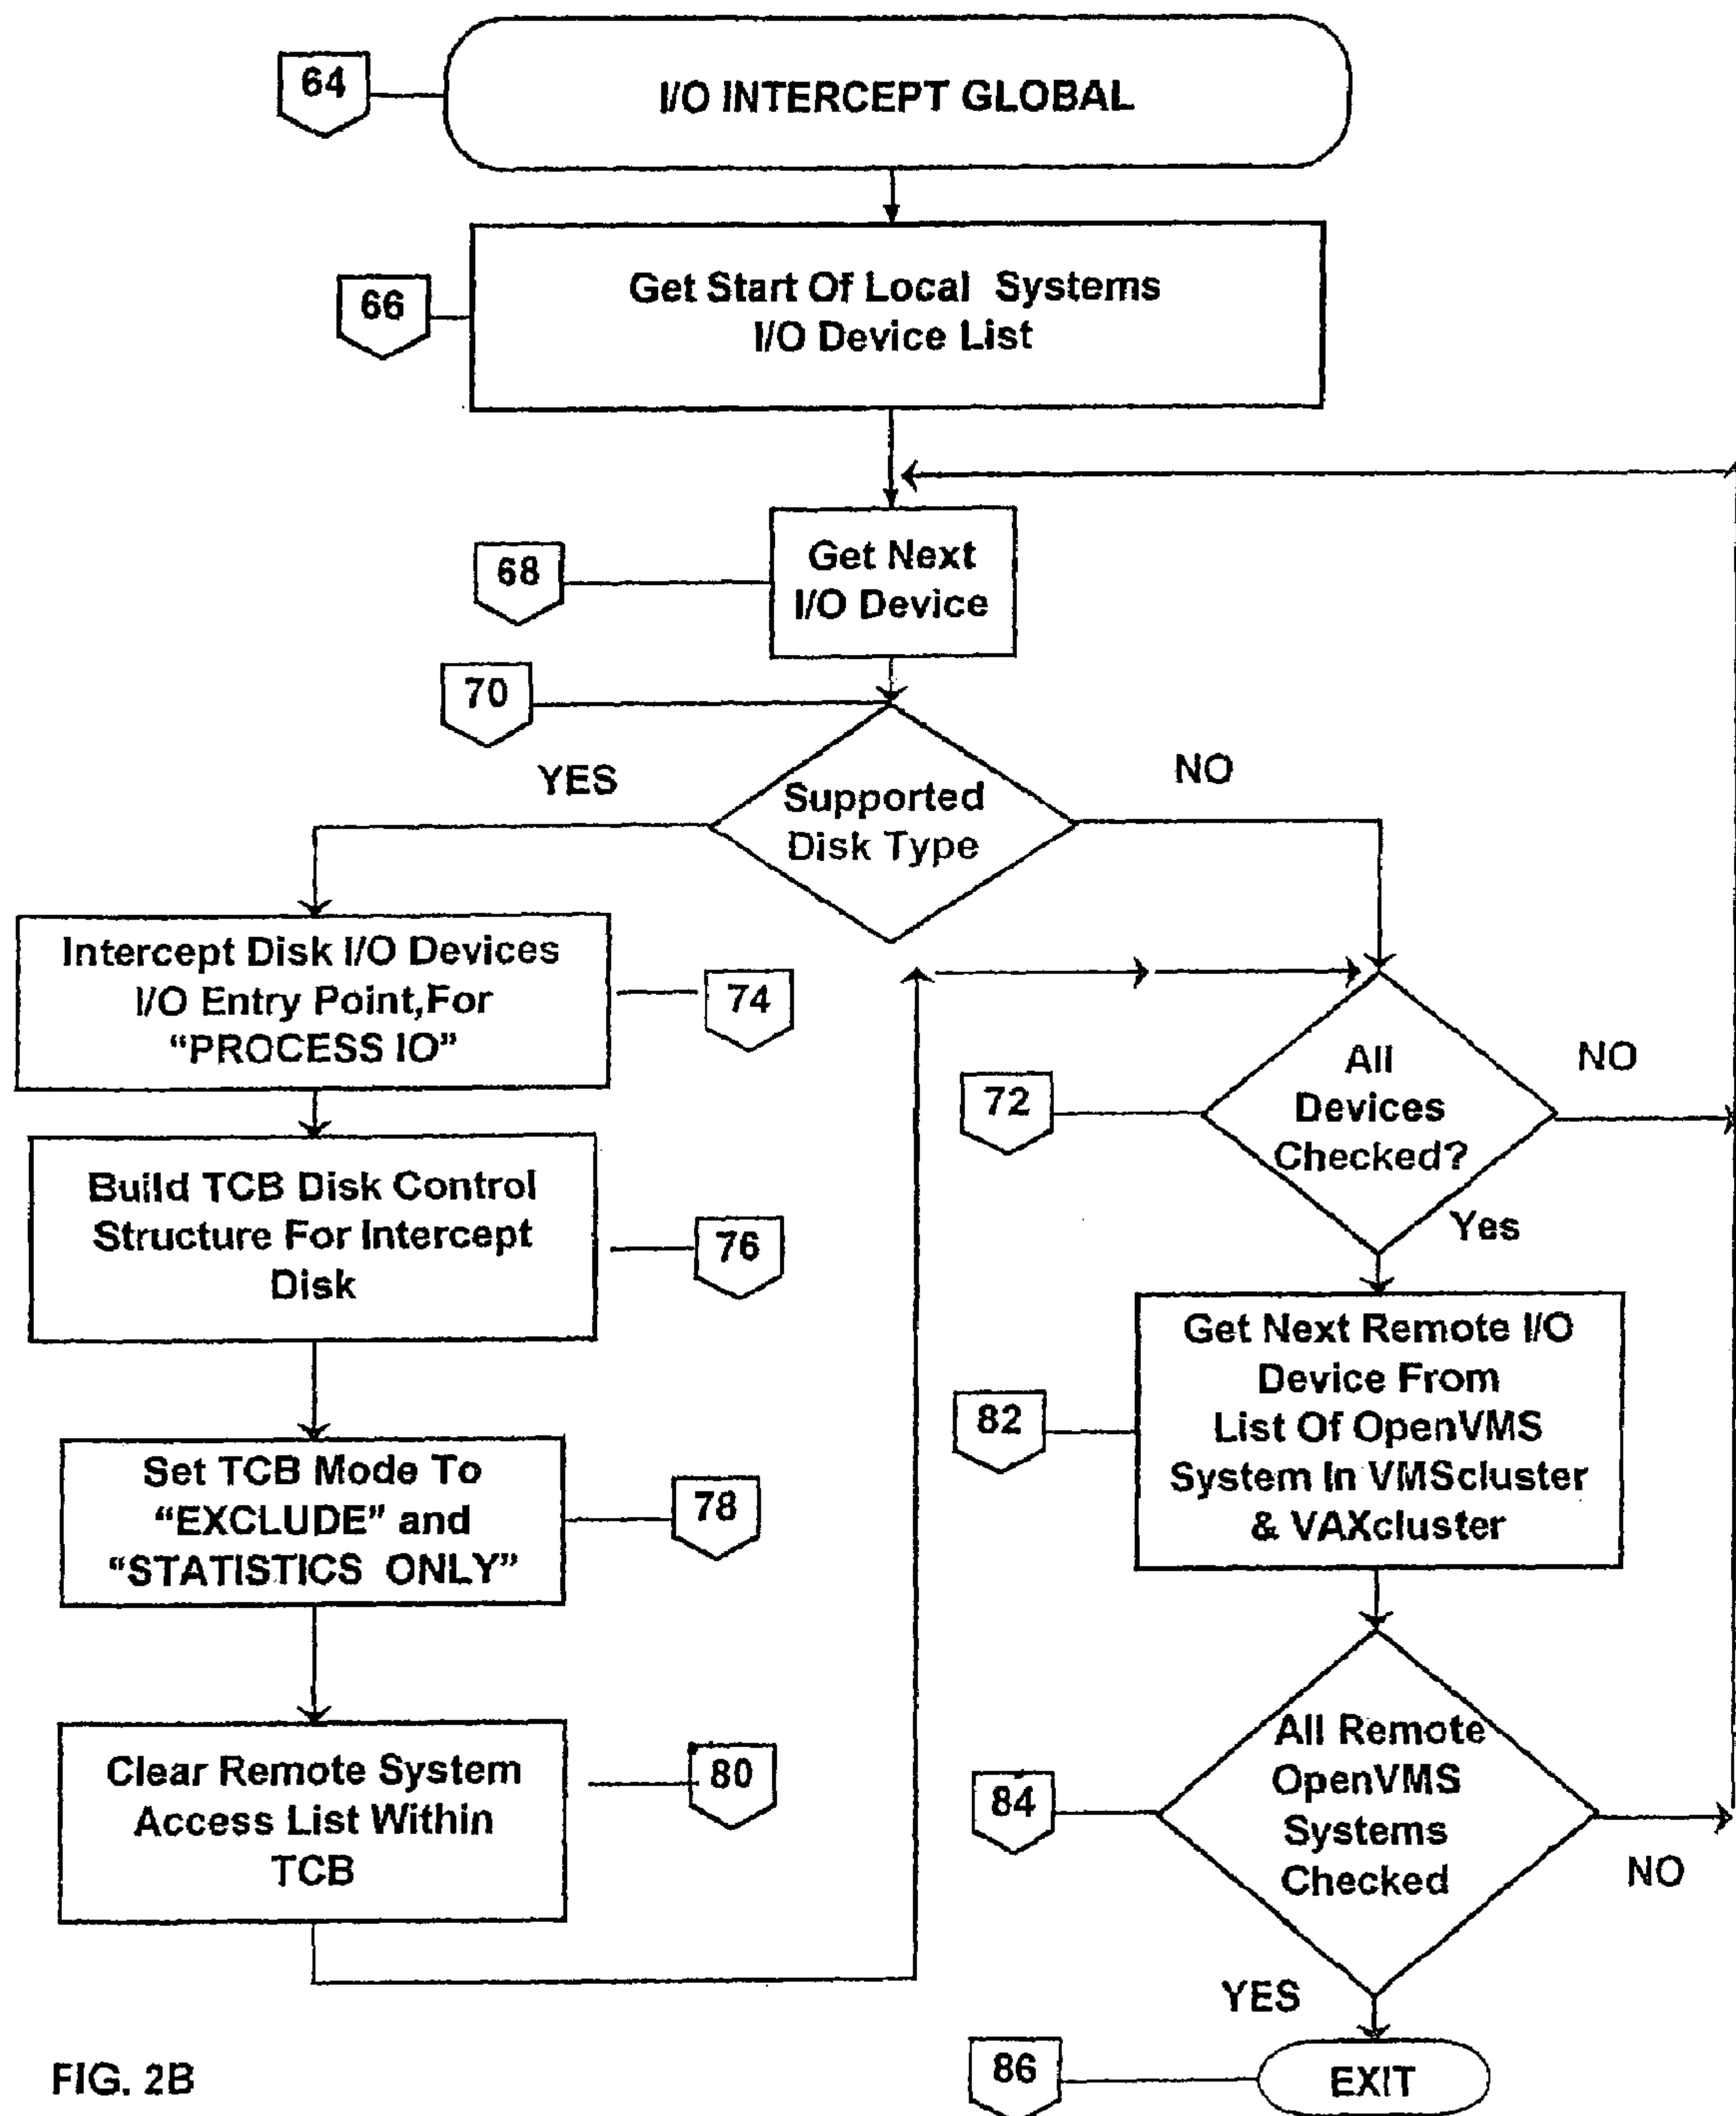 64
I/O INTERCEPT GLOBAL
66
Get Start Of Local Systems
I/O Device List
68
Get Next
I/O Device
70
YES
NO
Supported
Disk Type
Intercept Disk I/O Devices
I/O Entry Point,For
“PROCESS IO”
74
72
All
Devices
Checked?
NO
Yes
Build TCB Disk Control
Structure For Intercept
Disk
76
82
Get Next Remote I/O
Device From
List Of OpenVMS
System In VMScluster
& VAXcluster
Set TCB Mode To
“EXCLUDE” and
“STATISTICS ONLY”
78
Clear Remote System
Access List Within
TCB
80
84
All Remote
OpenVMS
Systems
Checked
NO
YES
86
EXIT
FIG. 2B